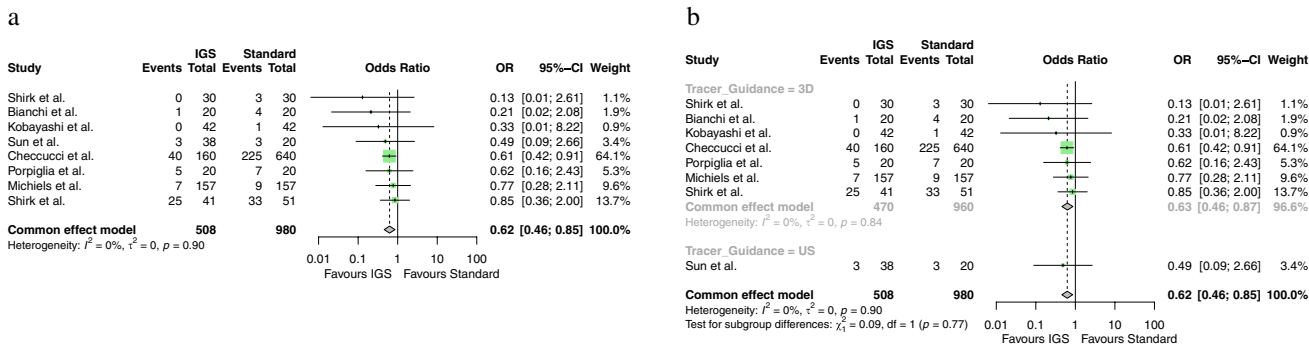 a
IGS Standard
Study Events Total Events Total Odds Ratio OR 95%−CI Weight
Shirk et al. 0 30 3 30 0.13 [0.01; 2.61] 1.1%
Bianchi et al. 1 20 4 20 0.21 [0.02; 2.08] 1.9%
Kobayashi et al. 0 42 1 42 0.33 [0.01; 8.22] 0.9%
Sun et al. 3 38 3 20 0.49 [0.09; 2.66] 3.4%
Checcucci et al. 40 160 225 640 0.61 [0.42; 0.91] 64.1%
Porpiglia et al. 5 20 7 20 0.62 [0.16; 2.43] 5.3%
Michiels et al. 7 157 9 157 0.77 [0.28; 2.11] 9.6%
Shirk et al. 25 41 33 51 0.85 [0.36; 2.00] 13.7%
Common effect model 508 980 0.62 [0.46; 0.85] 100.0%
Heterogeneity: I² = 0%, τ² = 0, p = 0.90
0.01 0.1 1 10 100
Favours IGS Favours Standard
b
IGS Standard
Study Events Total Events Total Odds Ratio OR 95%−CI Weight
Tracer_Guidance = 3D
Shirk et al. 0 30 3 30 0.13 [0.01; 2.61] 1.1%
Bianchi et al. 1 20 4 20 0.21 [0.02; 2.08] 1.9%
Kobayashi et al. 0 42 1 42 0.33 [0.01; 8.22] 0.9%
Checcucci et al. 40 160 225 640 0.61 [0.42; 0.91] 64.1%
Porpiglia et al. 5 20 7 20 0.62 [0.16; 2.43] 5.3%
Michiels et al. 7 157 9 157 0.77 [0.28; 2.11] 9.6%
Shirk et al. 25 41 33 51 0.85 [0.36; 2.00] 13.7%
Common effect model 470 960 0.63 [0.46; 0.87] 96.6%
Heterogeneity: I² = 0%, τ² = 0, p = 0.84
Tracer_Guidance = US
Sun et al. 3 38 3 20 0.49 [0.09; 2.66] 3.4%
Common effect model 508 980 0.62 [0.46; 0.85] 100.0%
Heterogeneity: I² = 0%, τ² = 0, p = 0.90
Test for subgroup differences: χ²₁ = 0.09, df = 1 (p = 0.77)
0.01 0.1 1 10 100
Favours IGS Favours Standard